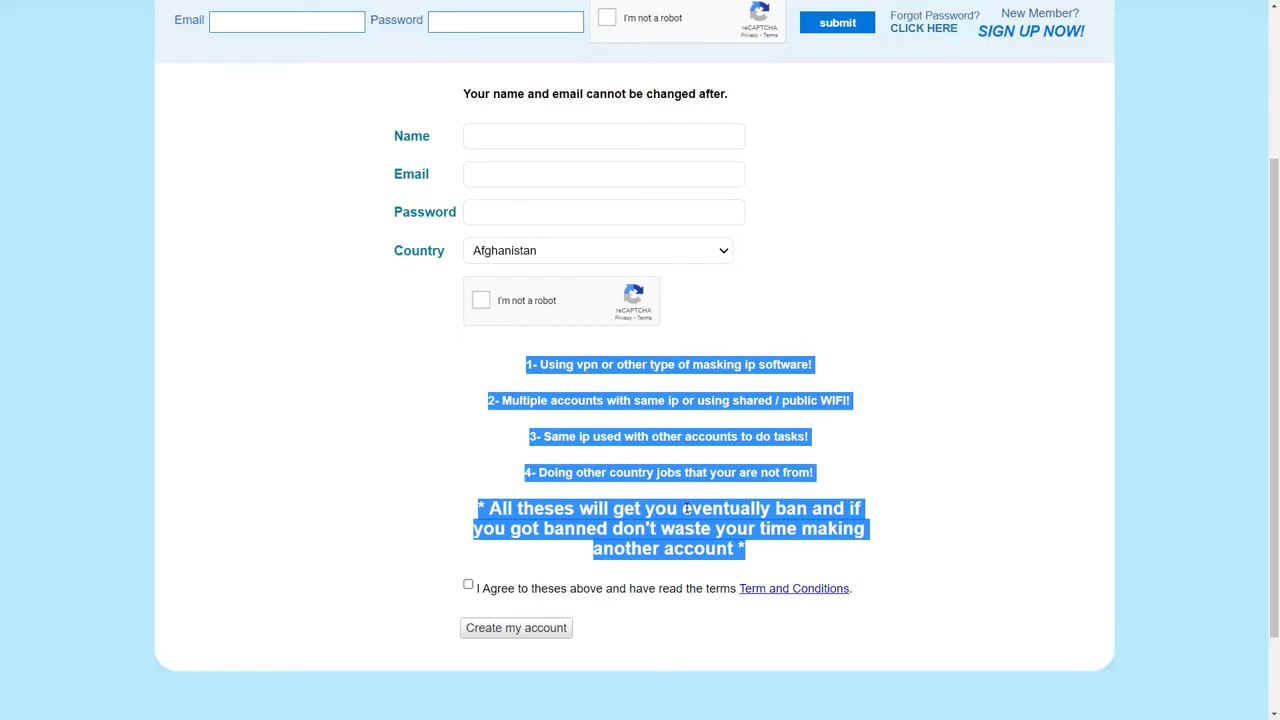 Email Password I'm not a robot reCAPTCHA Privacy - Terms submit Forgot Password? New Member?
CLICK HERE SIGN UP NOW!
Your name and email cannot be changed after.
Name
Email
Password
Country Afghanistan
I'm not a robot
reCAPTCHA
Privacy - Terms
1- Using vpn or other type of masking ip software!
2- Multiple accounts with same ip or using shared / public WIFI!
3- Same ip used with other accounts to do tasks!
4- Doing other country jobs that your are not from!
* All theses will get you eventually ban and if
you got banned don't waste your time making
another account *
I Agree to theses above and have read the terms Term and Conditions.
Create my account